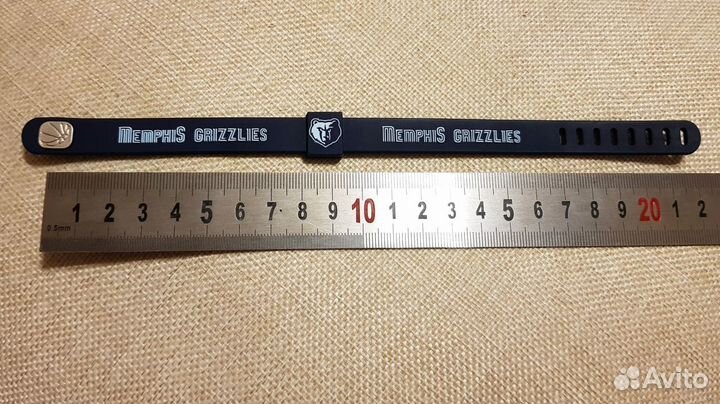 MEMPHIS GRIZZLIES MEMPHIS GRIZZLIES
1 2 3 4 5 6 7 8 9 10 1 2 3 4 5 6 7 8 9 20 1 2
0.5mm
Avito